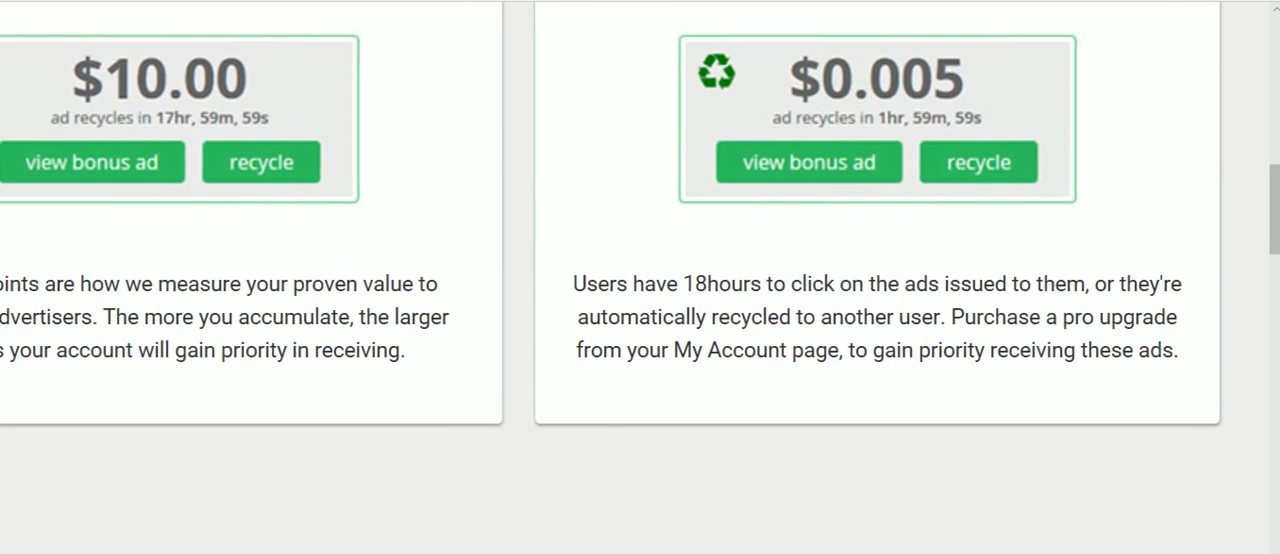 $10.00
ad recycles in 17hr, 59m, 59s
view bonus ad recycle
are how we measure your proven value to
The more you accumulate, the larger
your account will gain priority in receiving.
$0.005
ad recycles in 1hr, 59m, 59s
view bonus ad recycle
Users have 18hours to click on the ads issued to them, or they're
automatically recycled to another user. Purchase a pro upgrade
from your My Account page, to gain priority receiving these ads.